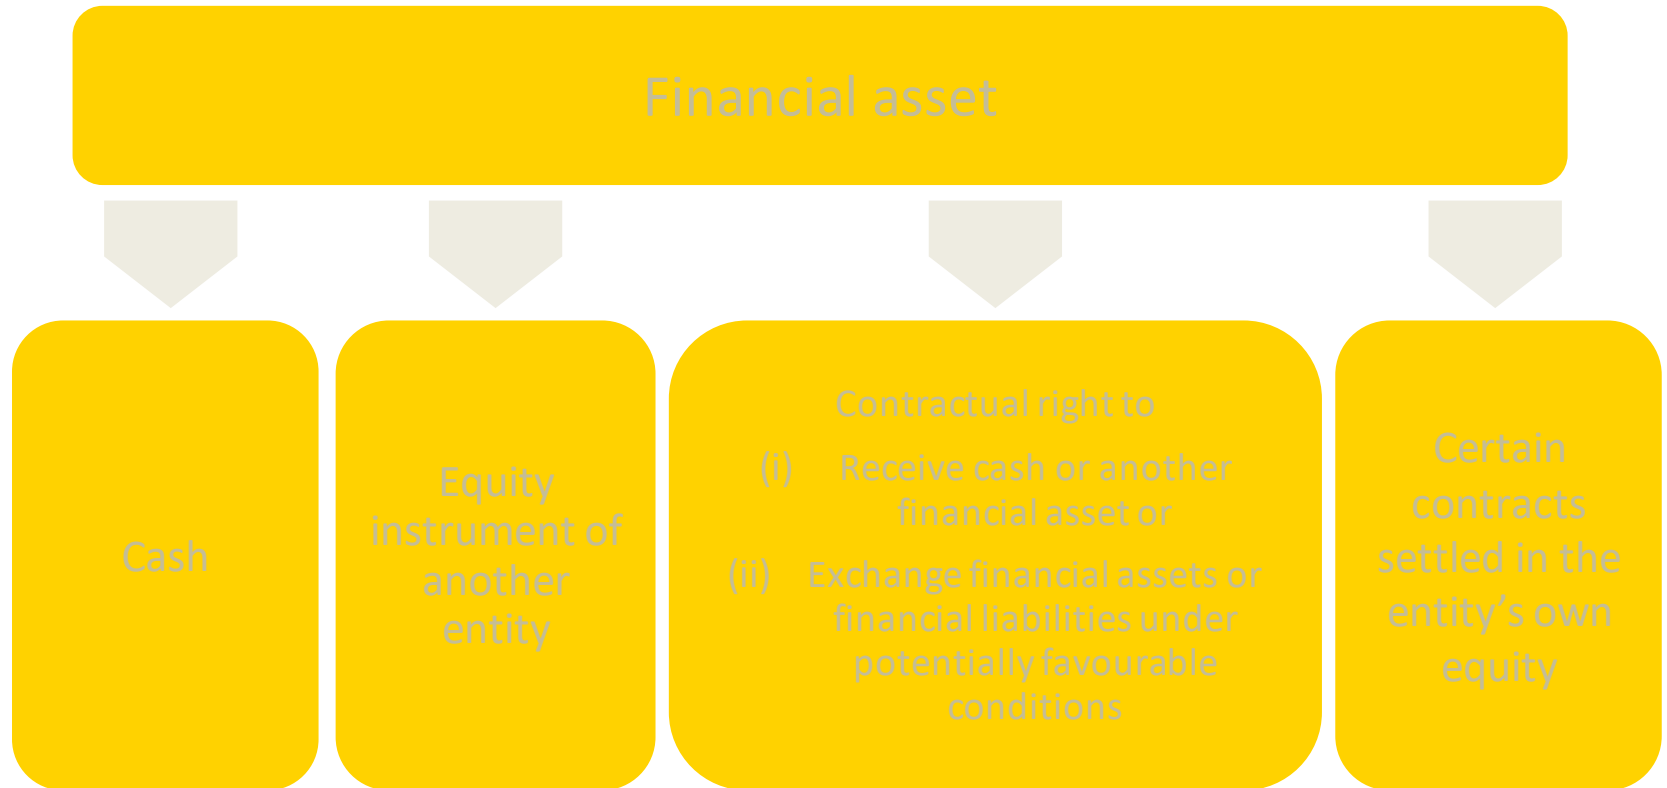 Financial asset
Cash
Equity
instrument of
another
entity
Contractual right to
(i) Receive cash or another
financial asset or
(ii) Exchange financial assets or
financial liabilities under
potentially favourable
conditions
Certain
contracts
settled in the
entity’s own
equity